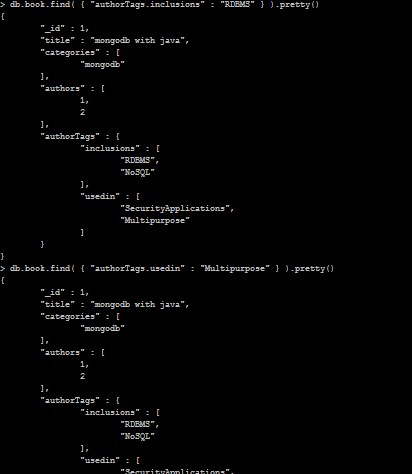 > db.book.find( { "authorTags.inclusions" : "RDBMS" } ).pretty()
{
"_id" : 1,
"title" : "mongodb with java",
"categories" : [
"mongodb"
],
"authors" : [
1,
2
],
"authorTags" : {
"inclusions" : [
"RDBMS",
"NoSQL"
],
"usedin" : [
"SecurityApplications",
"Multipurpose"
]
}
}
> db.book.find( { "authorTags.usedin" : "Multipurpose" } ).pretty()
{
"_id" : 1,
"title" : "mongodb with java",
"categories" : [
"mongodb"
],
"authors" : [
1,
2
],
"authorTags" : {
"inclusions" : [
"RDBMS",
"NoSQL"
],
"usedin" : [
"SecurityApplications",